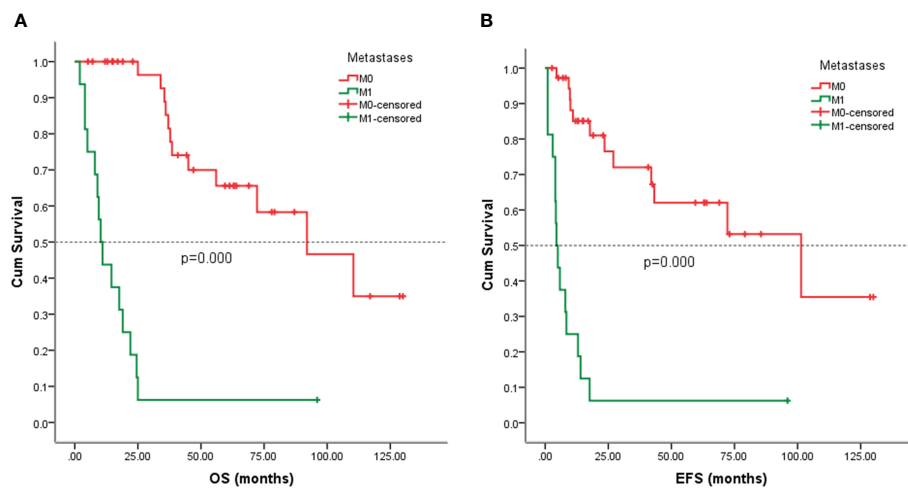 A
Metastases
M0
M1
M0-censored
M1-censored
1.0
0.9
0.8
0.7
0.6
0.5
0.4
0.3
0.2
0.1
0.0
Cum Survival
p=0.000
.00
25.00
50.00
75.00
100.00
125.00
OS (months)
B
Metastases
M0
M1
M0-censored
M1-censored
1.0
0.9
0.8
0.7
0.6
0.5
0.4
0.3
0.2
0.1
0.0
Cum Survival
p=0.000
.00
25.00
50.00
75.00
100.00
125.00
EFS (months)